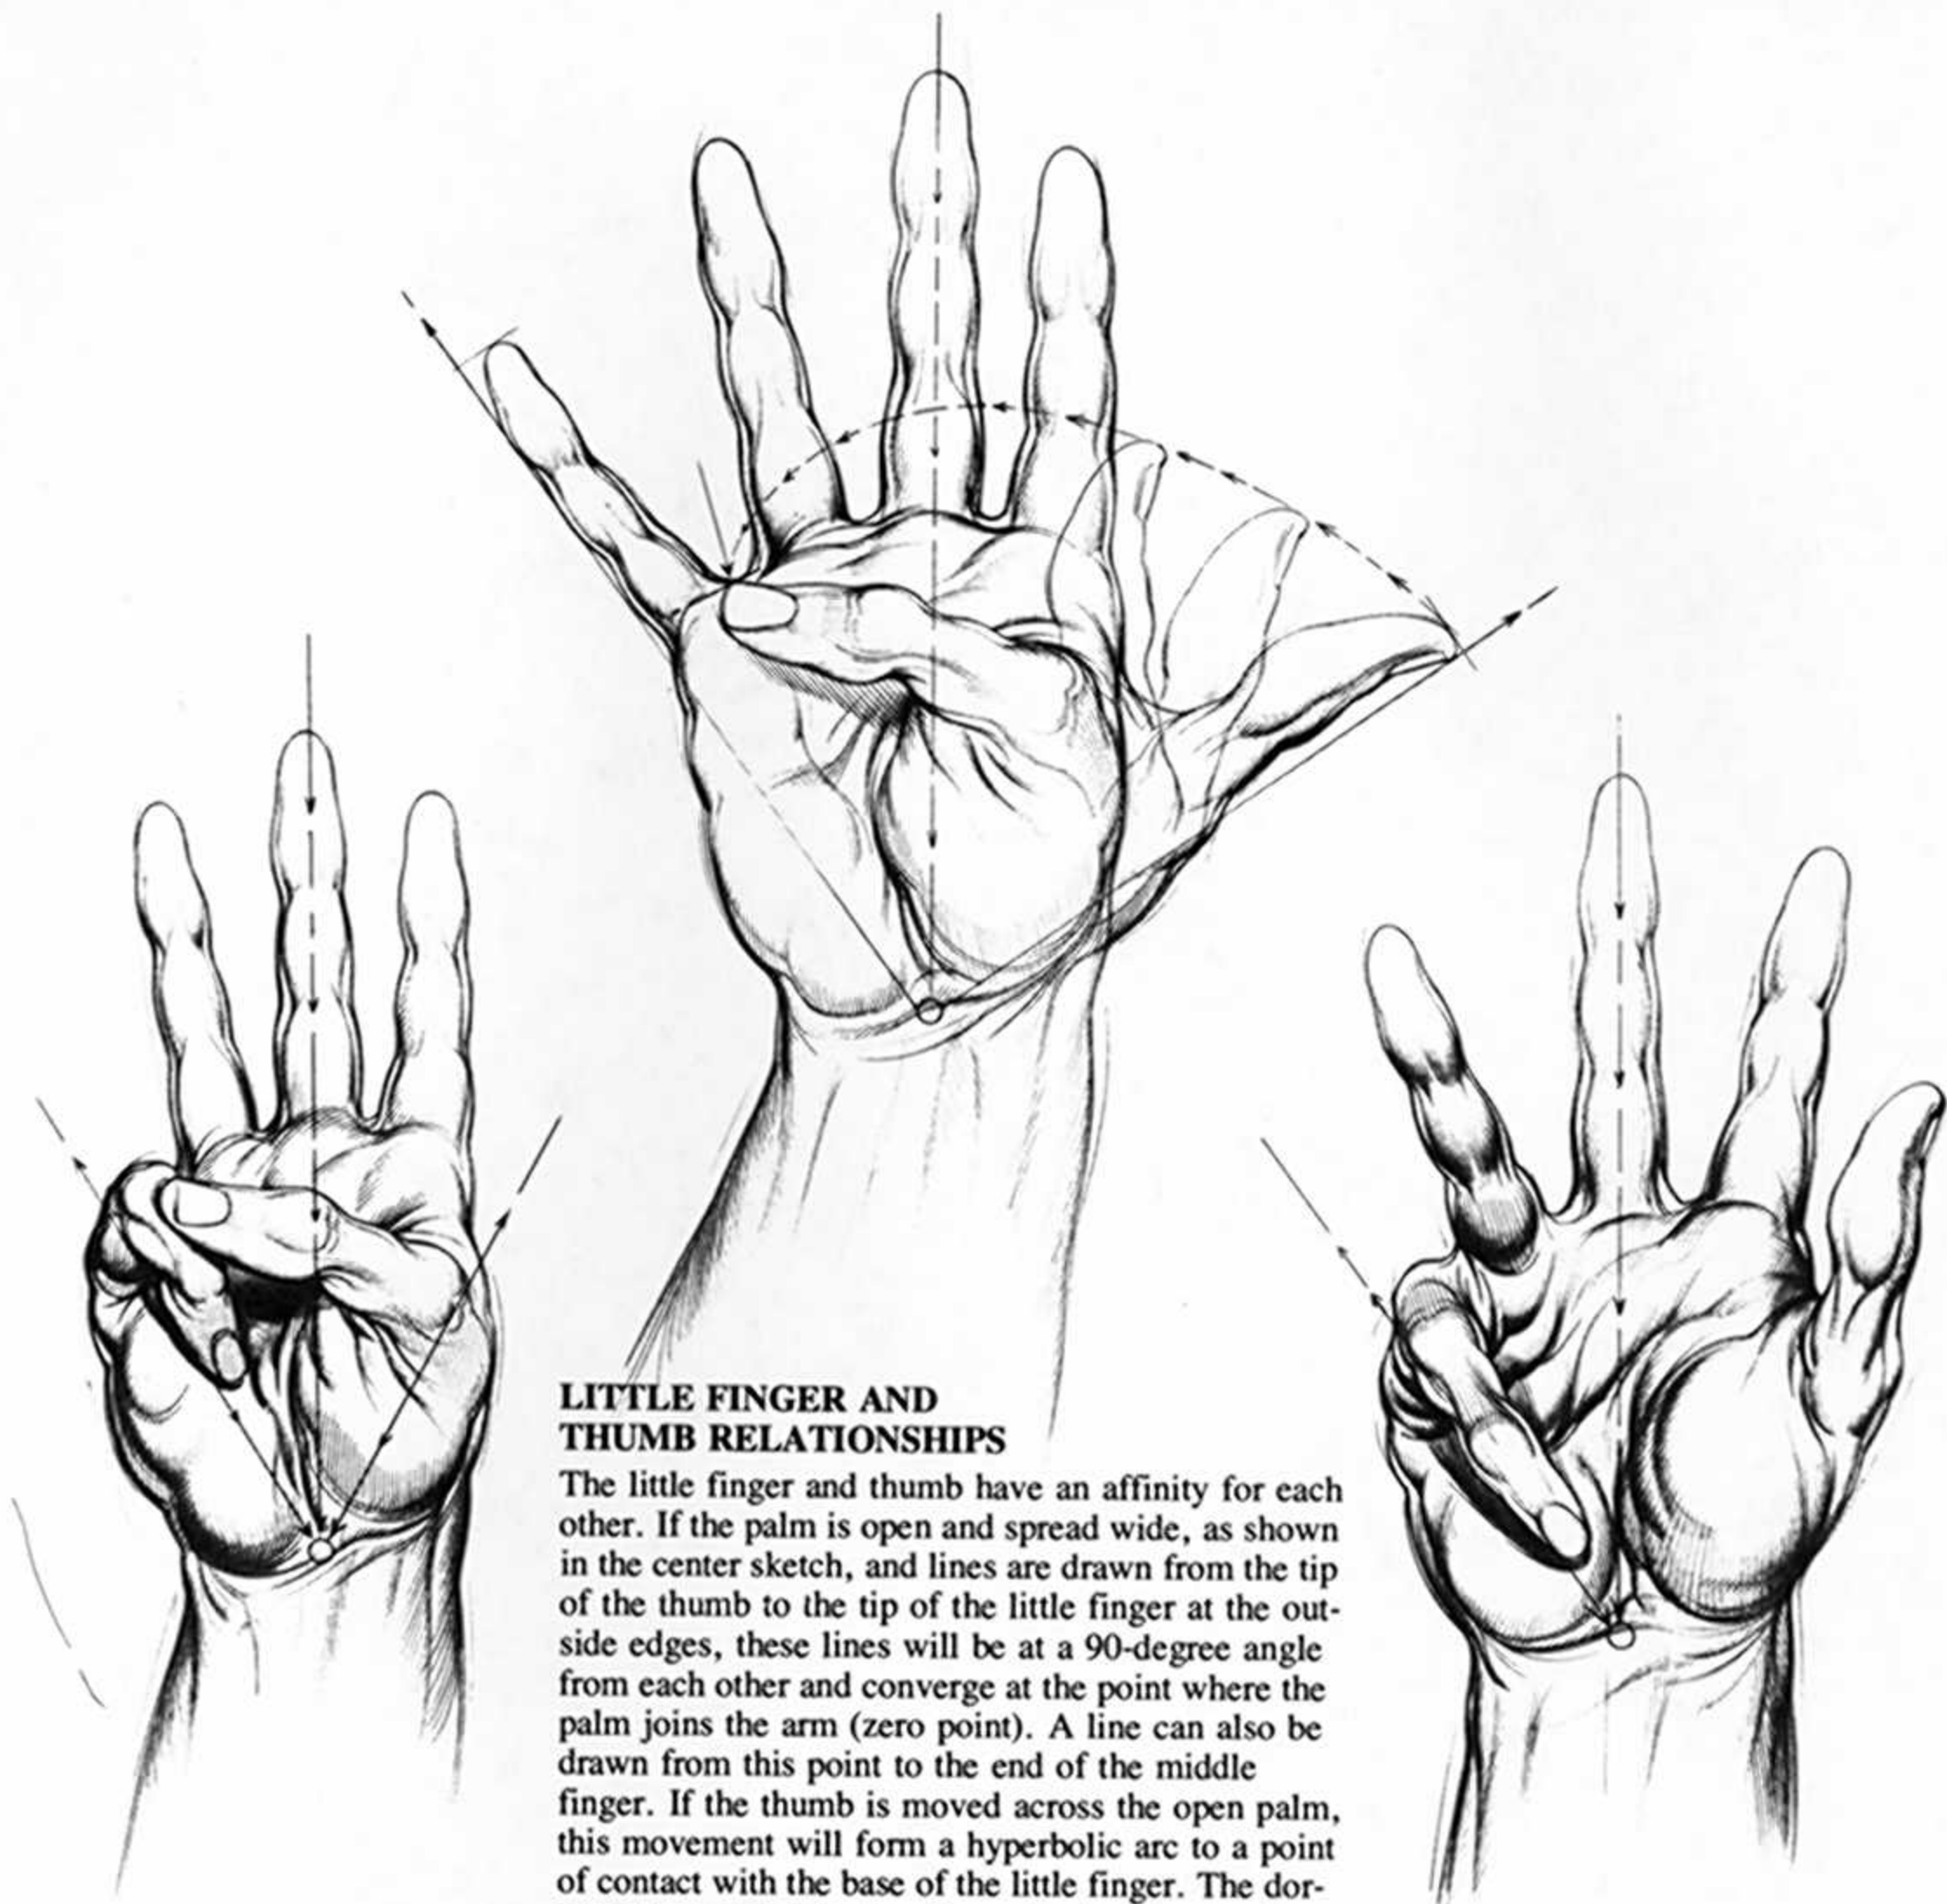 LITTLE FINGER AND
THUMB RELATIONSHIPS
The little finger and thumb have an affinity for each
other. If the palm is open and spread wide, as shown
in the center sketch, and lines are drawn from the tip
of the thumb to the tip of the little finger at the out-
side edges, these lines will be at a 90-degree angle
from each other and converge at the point where the
palm joins the arm (zero point). A line can also be
drawn from this point to the end of the middle
finger. If the thumb is moved across the open palm,
this movement will form a hyperbolic arc to a point
of contact with the base of the little finger. The dor-